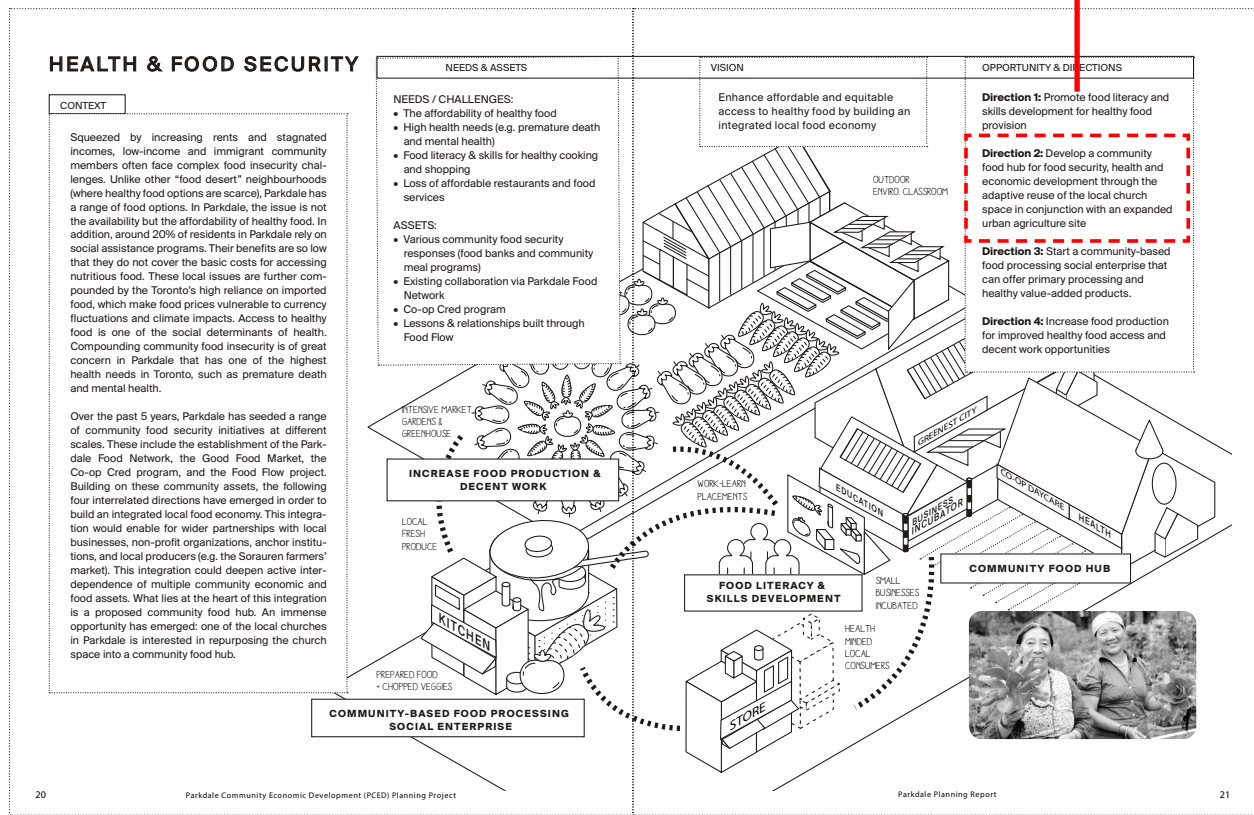 HEALTH & FOOD SECURITY
CONTEXT
Squeezed by increasing rents and stagnated
incomes, low-income and immigrant community
members often face complex food insecurity chal-
lenges. Unlike other “food desert” neighbourhoods
(where healthy food options are scarce), Parkdale has
a range of food options. In Parkdale, the issue is not
the availability but the affordability of healthy food. In
addition, around 20% of residents in Parkdale rely on
social assistance programs. Their benefits are so low
that they do not cover the basic costs for accessing
nutritious food. These local issues are further com-
pounded by the Toronto's high reliance on imported
food, which make food prices vulnerable to currency
fluctuations and climate impacts. Access to healthy
food is one of the social determinants of health.
Compounding community food insecurity is of great
concern in Parkdale that has one of the highest
health needs in Toronto, such as premature death
and mental health.
Over the past 5 years, Parkdale has seeded a range
of community food security initiatives at different
scales. These include the establishment of the Park-
dale Food Network, the Good Food Market, the
Co-op Cred program, and the Food Flow project.
Building on these community assets, the following
four interrelated directions have emerged in order to
build an integrated local food economy. This integra-
tion would enable for wider partnerships with local
businesses, non-profit organizations, anchor institu-
tions, and local producers (e.g. the Sorauren farmers'
market). This integration could deepen active inter-
dependence of multiple community economic and
food assets. What lies at the heart of this integration
is a proposed community food hub. An immense
opportunity has emerged: one of the local churches
in Parkdale is interested in repurposing the church
space into a community food hub.
NEEDS & ASSETS
NEEDS / CHALLENGES:
• The affordability of healthy food
• High health needs (e.g. premature death
and mental health)
• Food literacy & skills for healthy cooking
and shopping
• Loss of affordable restaurants and food
services
ASSETS:
• Various community food security
responses (food banks and community
meal programs)
• Existing collaboration via Parkdale Food
Network
• Co-op Cred program
• Lessons & relationships built through
Food Flow
VISION
Enhance affordable and equitable
access to healthy food by building an
integrated local food economy
OPPORTUNITY & DIRECTIONS
Direction 1: Promote food literacy and
skills development for healthy food
provision
Direction 2: Develop a community
food hub for food security, health and
economic development through the
adaptive reuse of the local church
space in conjunction with an expanded
urban agriculture site
Direction 3: Start a community-based
food processing social enterprise that
can offer primary processing and
healthy value-added products.
Direction 4: Increase food production
for improved healthy food access and
decent work opportunities
OUTDOOR
ENVIRO. CLASSROOM
INTENSIVE MARKET
GARDENS &
GREENHOUSE
INCREASE FOOD PRODUCTION &
DECENT WORK
LOCAL
FRESH
PRODUCE
WORK-LEARN
PLACEMENTS
GREENEST CITY
EDUCATION
BUSINESS
INCUBATOR
CO-OP DAYCARE
HEALTH
COMMUNITY FOOD HUB
FOOD LITERACY &
SKILLS DEVELOPMENT
SMALL
BUSINESSES
INCUBATED
HEALTH
MINDED
LOCAL
CONSUMERS
KITCHEN
STORE
PREPARED FOOD
+ CHOPPED VEGGIES
COMMUNITY-BASED FOOD PROCESSING
SOCIAL ENTERPRISE
20
Parkdale Community Economic Development (PCED) Planning Project
Parkdale Planning Report
21